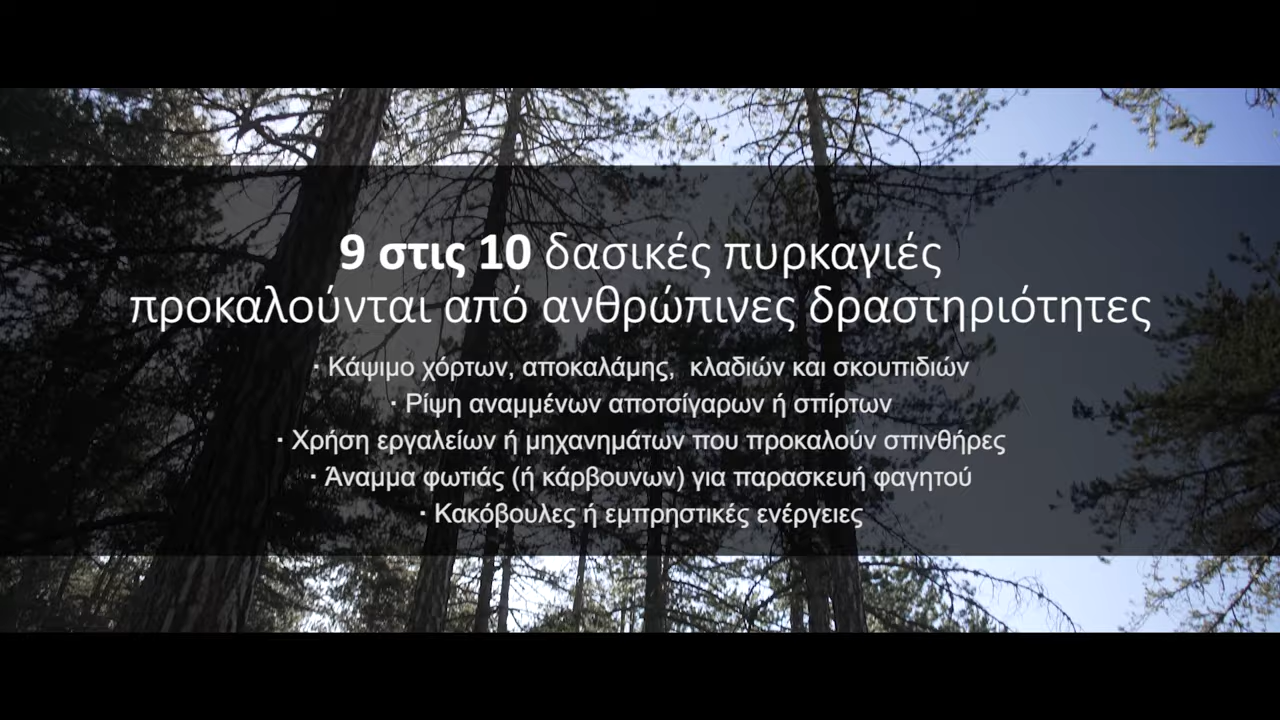 9 στις 10 δασικές πυρκαγιές
προκαλούνται από ανθρώπινες δραστηριότητες
· Κάψιμο χόρτων, αποκαλάμης, κλαδιών και σκουπιδιών
· Ρίψη αναμμένων αποτσίγαρων ή σπίρτων
· Χρήση εργαλείων ή μηχανημάτων που προκαλούν σπινθήρες
· Άναμμα φωτιάς (ή κάρβουνων) για παρασκευή φαγητού
· Κακόβουλες ή εμπρηστικές ενέργειες